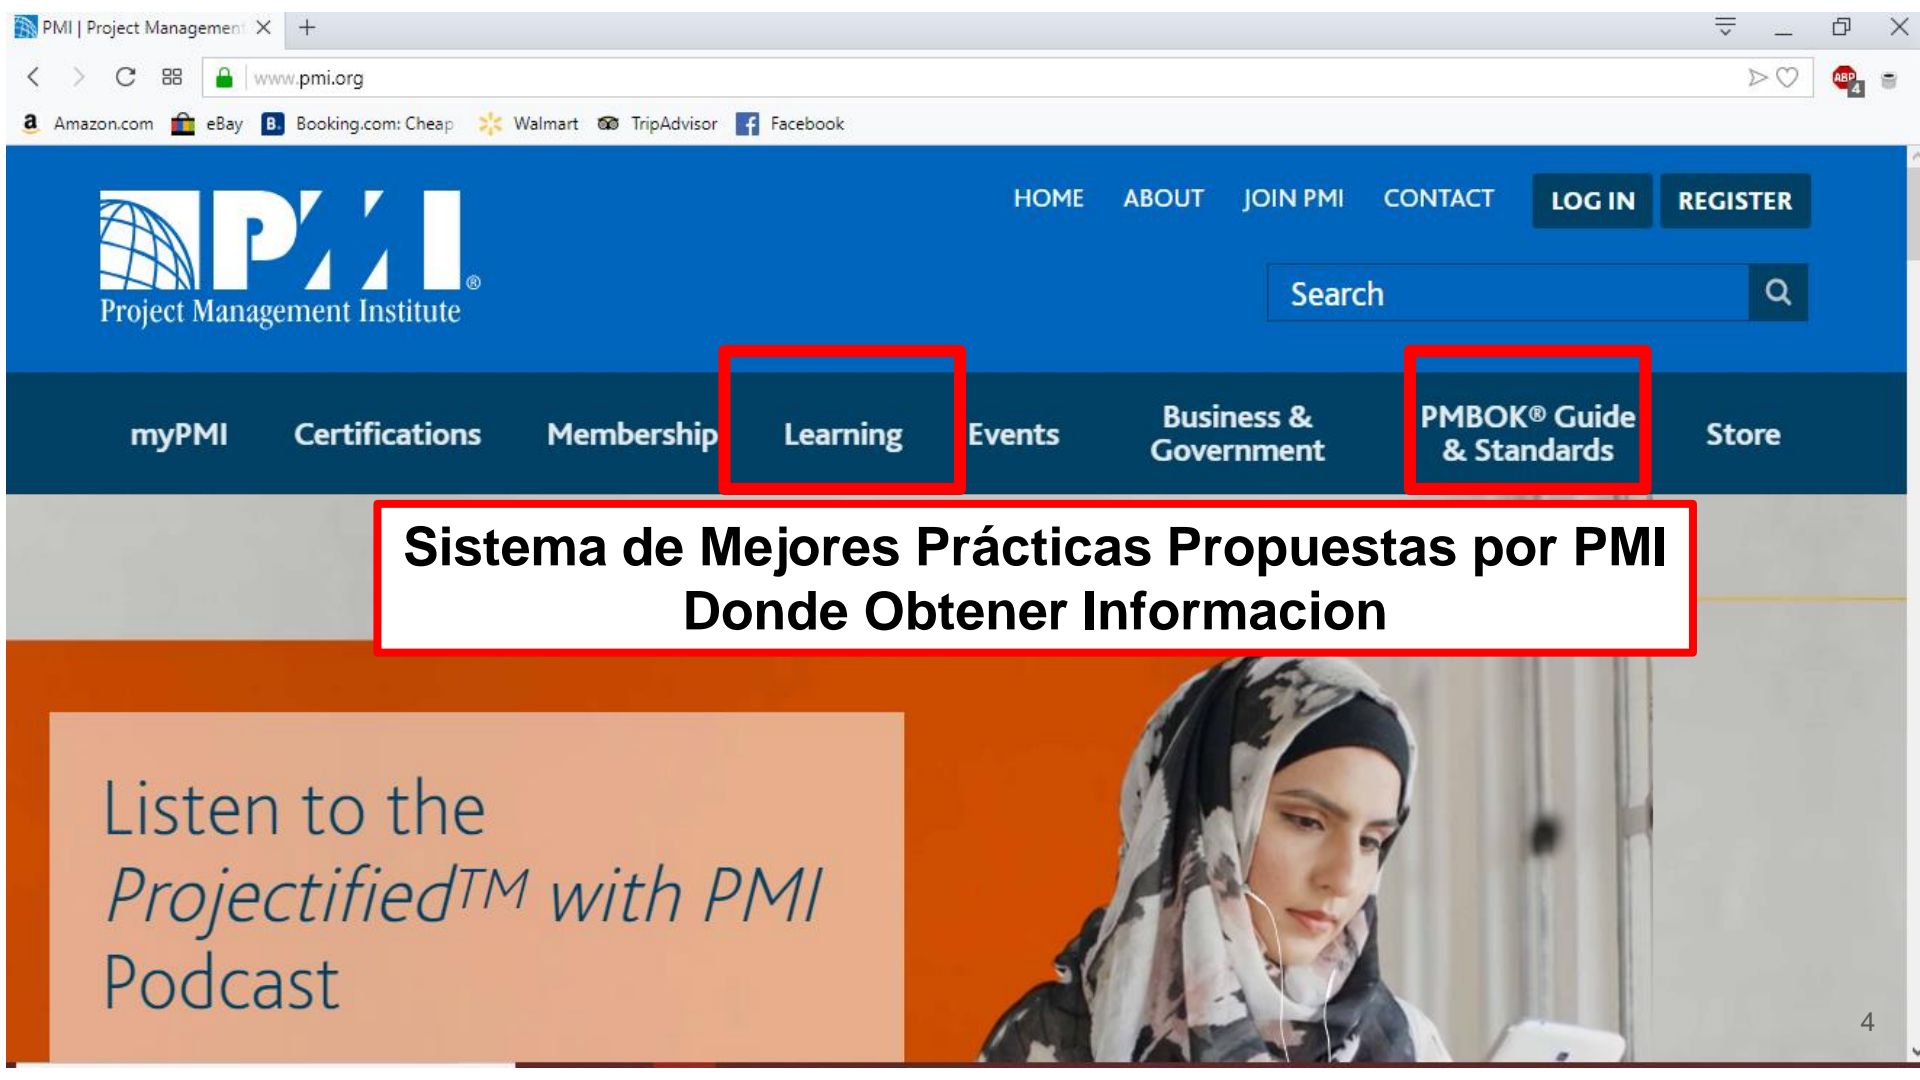 PMI | Project Managemen
www.pmi.org
ABP
4
a Amazon.com eBay B. Booking.com: Cheap Walmart TripAdvisor f Facebook
PMI®
Project Management Institute
HOME ABOUT JOIN PMI CONTACT LOG IN REGISTER
Search
myPMI Certifications Membership Learning Events Business & Government PMBOK® Guide & Standards Store
Sistema de Mejores Prácticas Propuestas por PMI
Donde Obtener Informacion
Listen to the
Projectified™ with PMI
Podcast
4